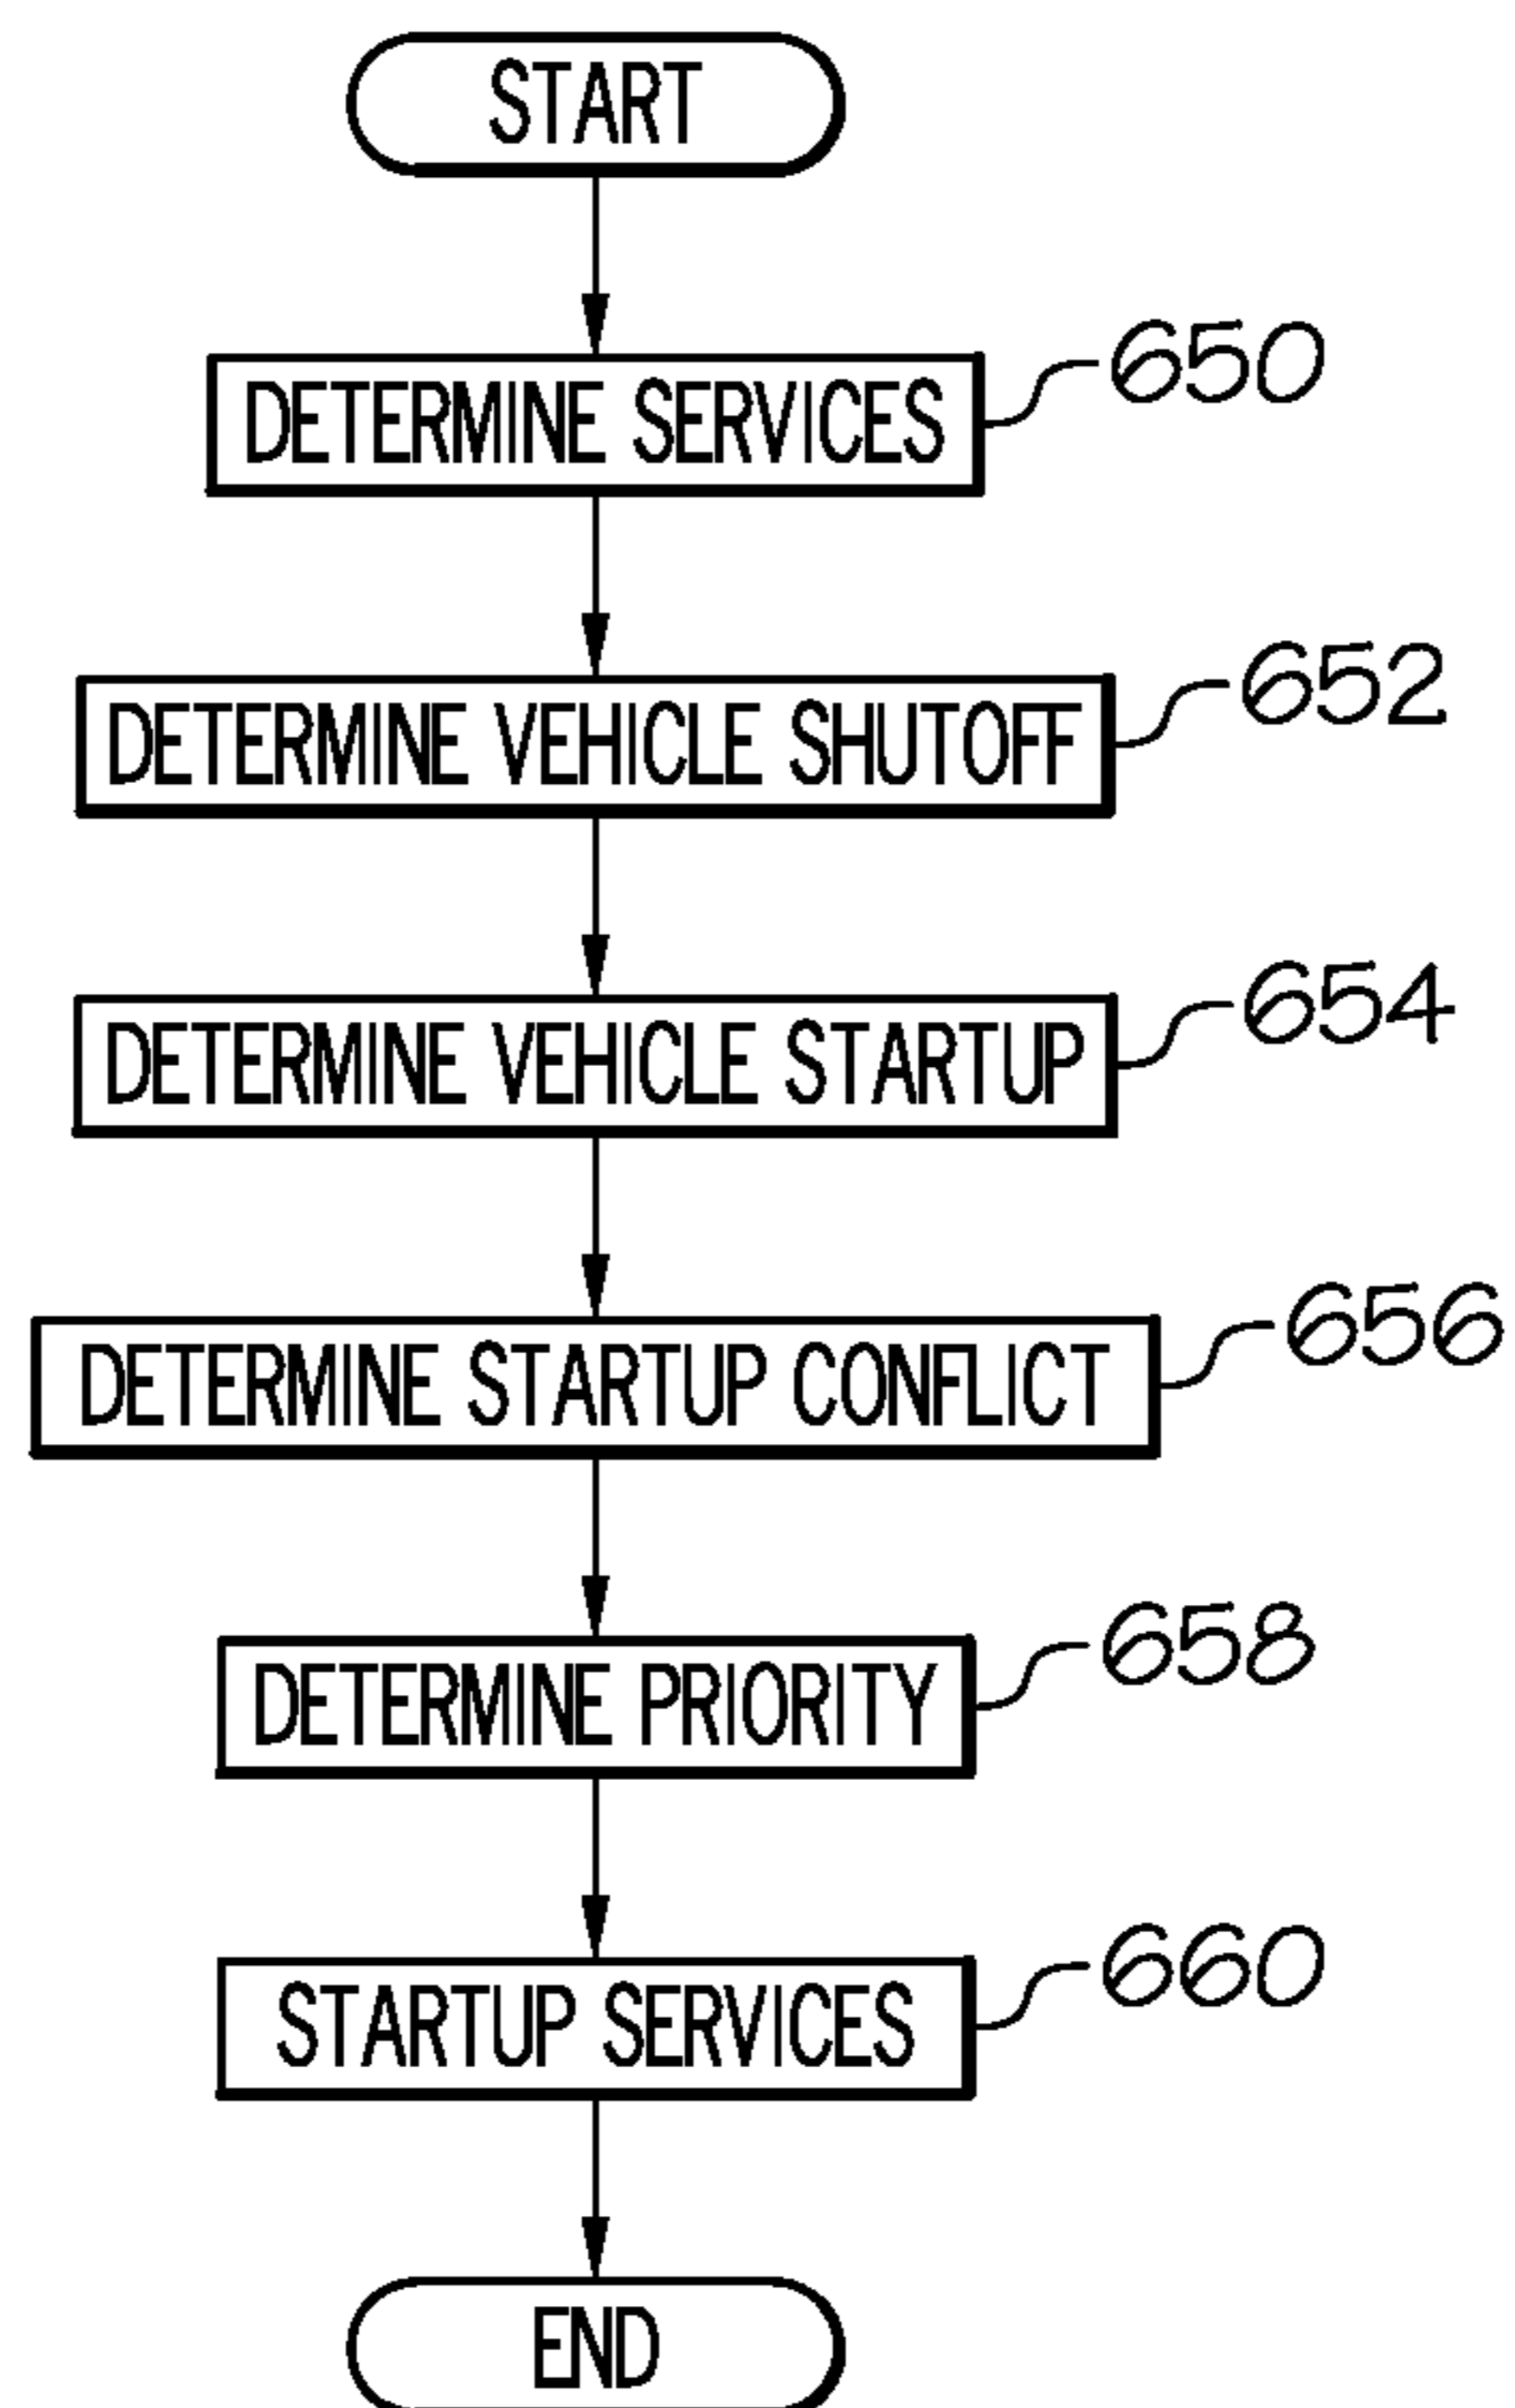 START
DETERMINE SERVICES 650
DETERMINE VEHICLE SHUTOFF 652
DETERMINE VEHICLE STARTUP 654
DETERMINE STARTUP CONFLICT 656
DETERMINE PRIORITY 658
STARTUP SERVICES 660
END